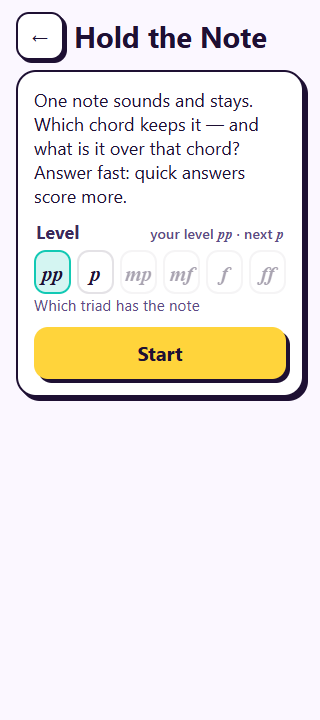 ← Hold the Note
One note sounds and stays.
Which chord keeps it — and
what is it over that chord?
Answer fast: quick answers
score more.
Level your level pp · next p
pp p mp mf f ff
Which triad has the note
Start